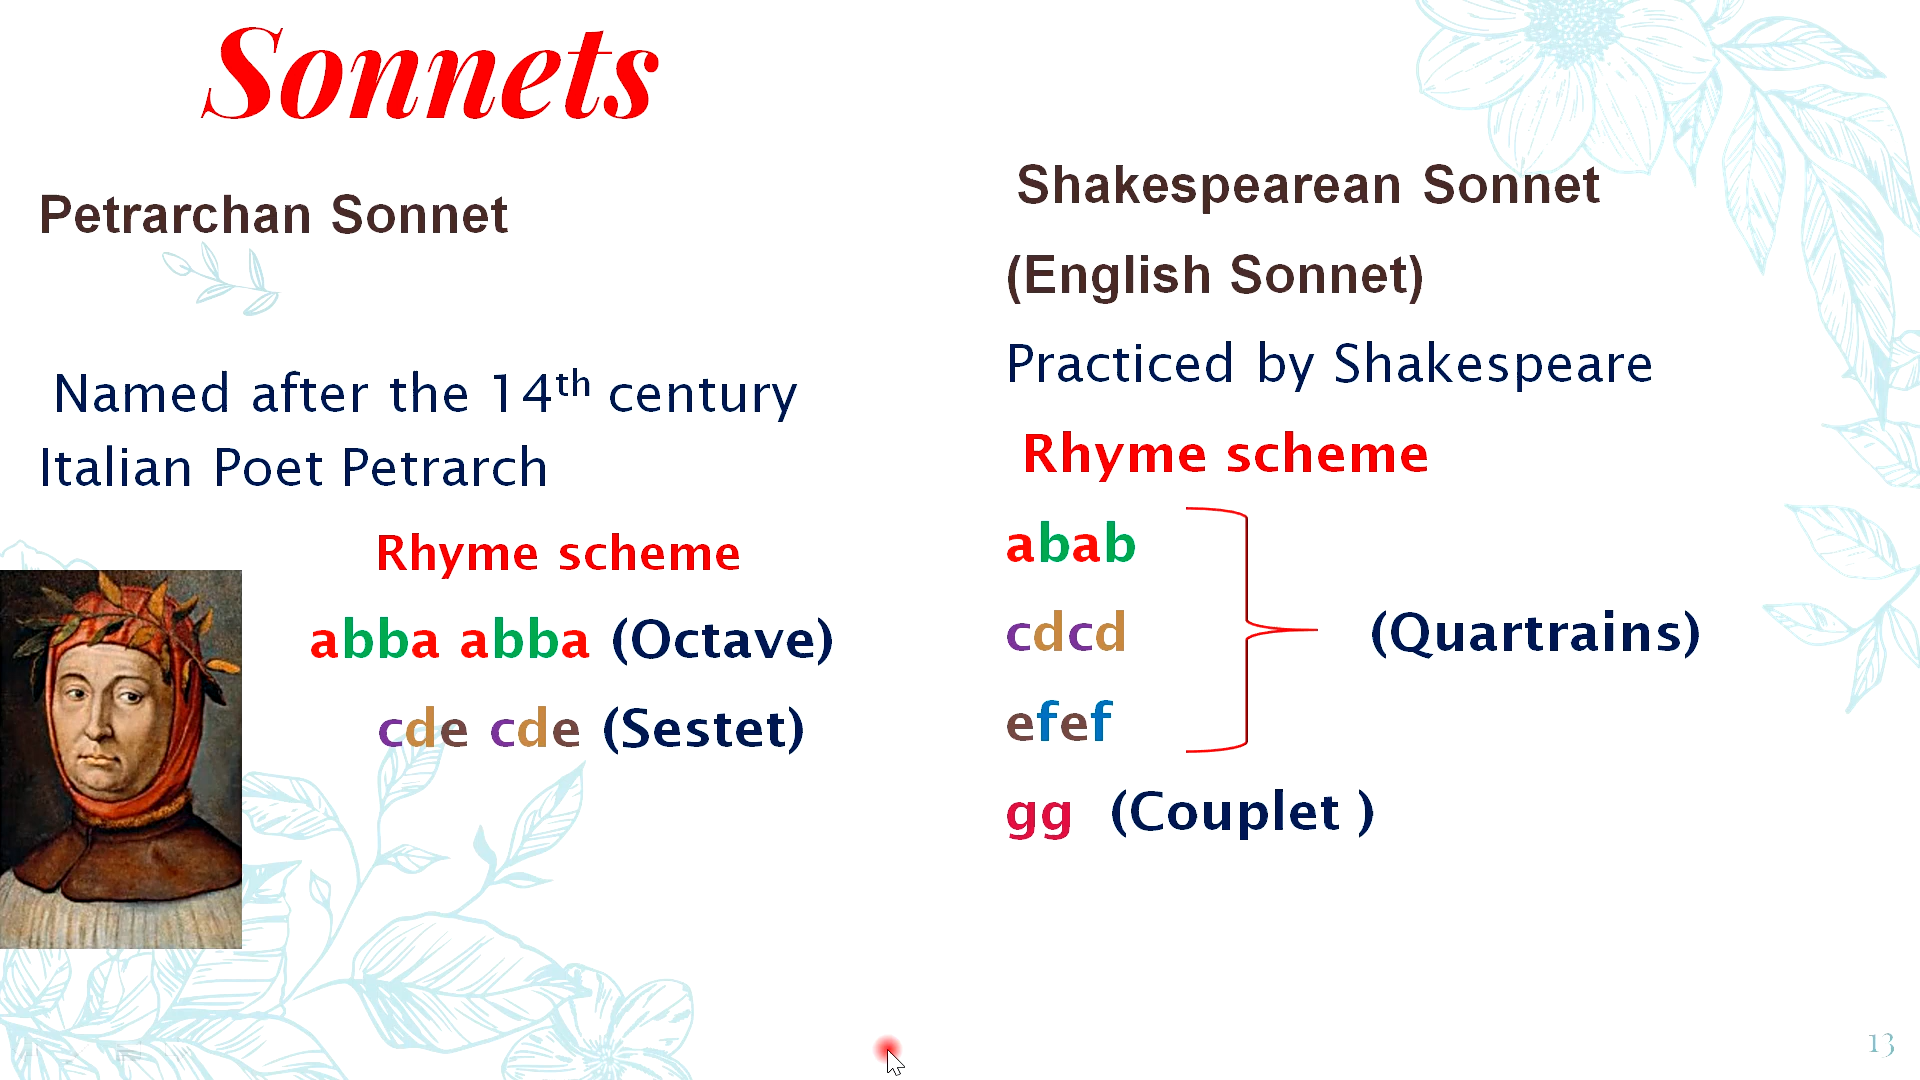 Sonnets
Petrarchan Sonnet
Named after the 14th century
Italian Poet Petrarch
Rhyme scheme
abba abba (Octave)
cde cde (Sestet)
Shakespearean Sonnet
(English Sonnet)
Practiced by Shakespeare
Rhyme scheme
abab
cdcd
(Quartrains)
efef
gg (Couplet )
13